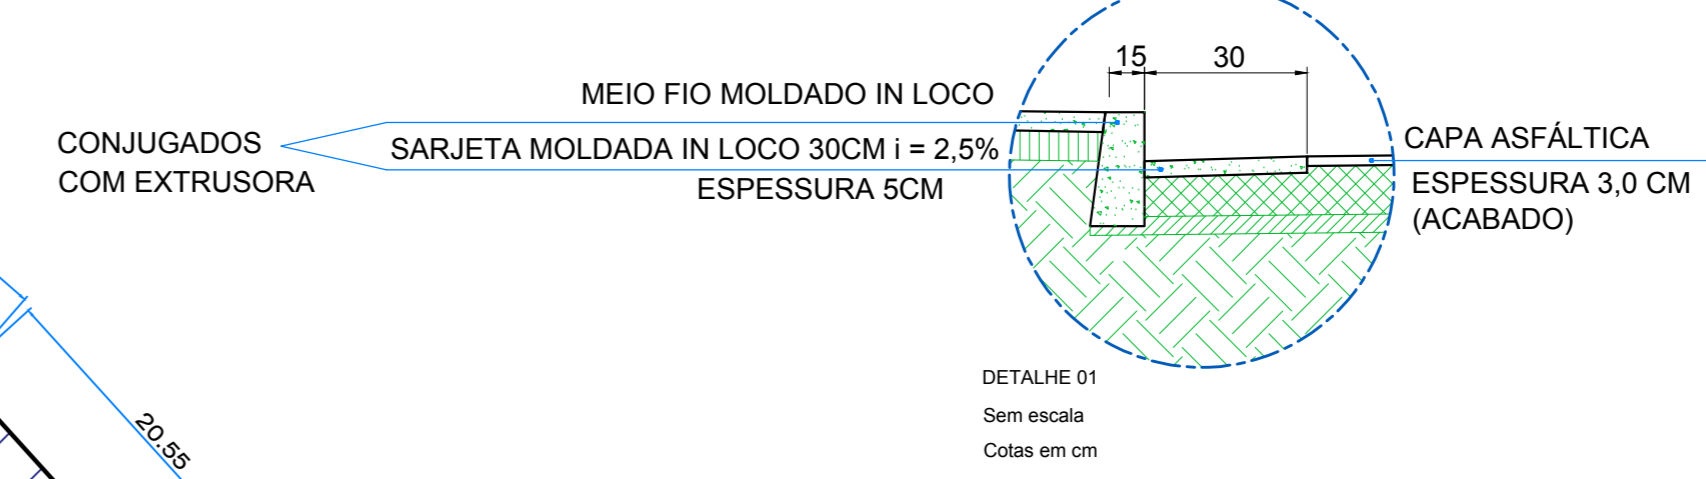 15
30
MEIO FIO MOLDADO IN LOCO
CONJUGADOS
COM EXTRUSORA
SARJETA MOLDADA IN LOCO 30CM i = 2,5%
ESPESSURA 5CM
CAPA ASFÁLTICA
ESPESSURA 3,0 CM
(ACABADO)
DETALHE 01
Sem escala
Cotas em cm
20.55